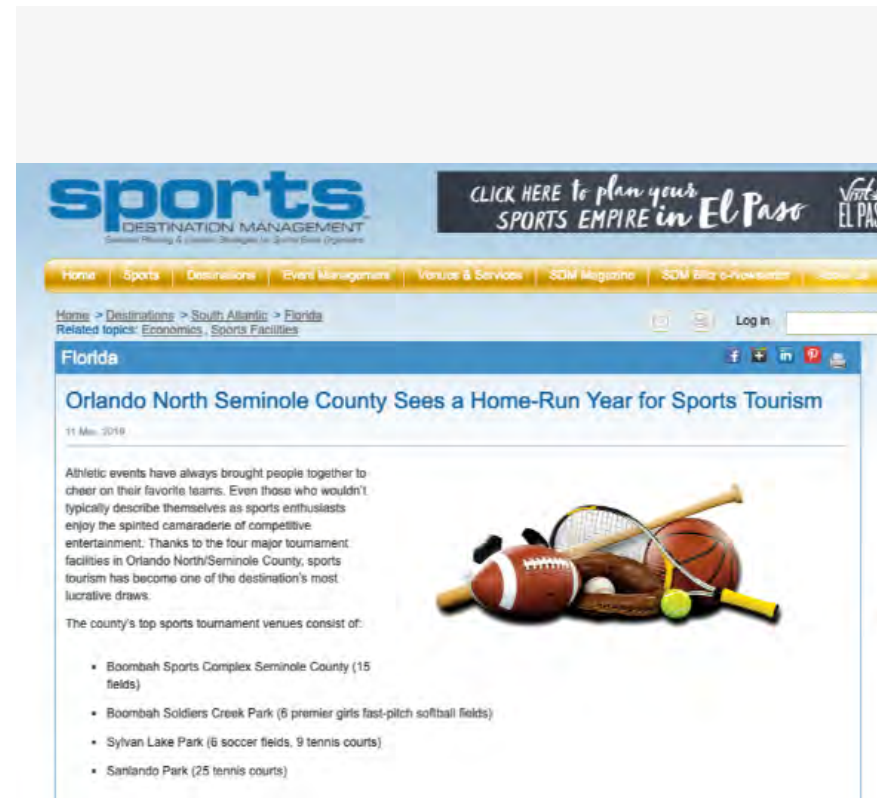 sports
DESTINATION MANAGEMENT
CLICK HERE to plan your
SPORTS EMPIRE in El Paso
Visit
EL PAS
Home Sports Destinations Event Management Venues & Services SDM Magazine SDM Blitz e-Newsletter
Home > Destinations > South Atlantic > Florida
Related topics: Economics, Sports Facilities
Log in
Florida
Orlando North Seminole County Sees a Home-Run Year for Sports Tourism
2019
Athletic events have always brought people together to
cheer on their favorite teams. Even those who wouldn't
typically describe themselves as sports enthusiasts
enjoy the spirited camaraderie of competitive
entertainment. Thanks to the four major tournament
facilities in Orlando North/Seminole County, sports
tourism has become one of the destination's most
lucrative draws.
The county's top sports tournament venues consist of:
• Boombah Sports Complex Seminole County (15
fields)
• Boombah Soldiers Creek Park (6 premier girls fast-pitch softball fields)
• Sylvan Lake Park (6 soccer fields, 9 tennis courts)
• Sanlando Park (25 tennis courts)